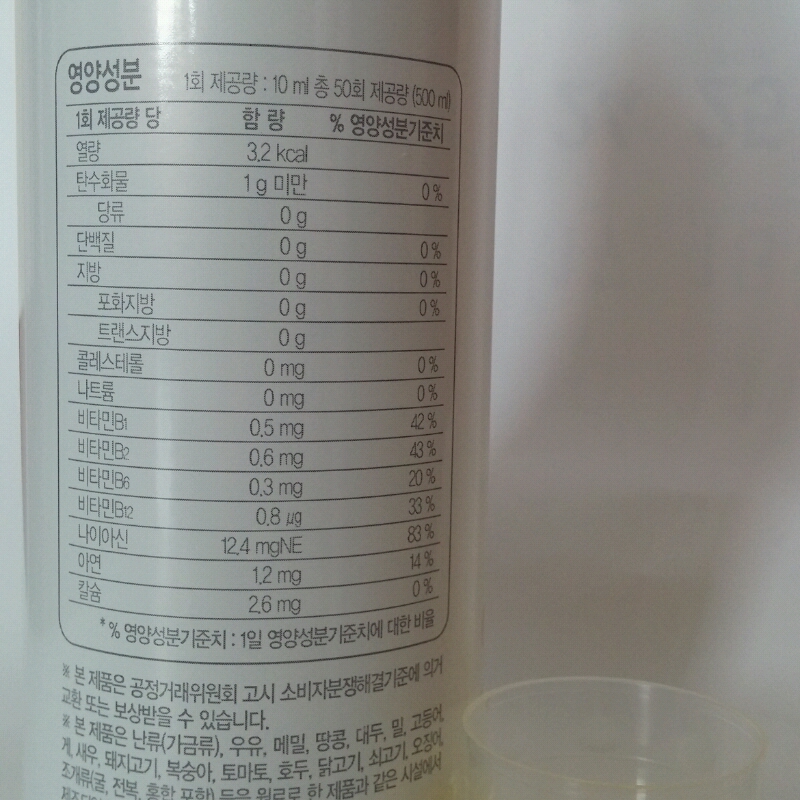 영양성분 1회 제공량 : 10 ml 총 50회 제공량 (500 ml)
1회 제공량 당 함 량 % 영양성분기준치
열량 3.2 kcal
탄수화물 1 g 미만 0 %
당류 0 g
단백질 0 g 0 %
지방 0 g 0 %
포화지방 0 g 0 %
트랜스지방 0 g
콜레스테롤 0 mg 0 %
나트륨 0 mg 0 %
비타민B1 0.5 mg 42 %
비타민B2 0.6 mg 43 %
비타민B6 0.3 mg 20 %
비타민B12 0.8 μg 33 %
나이아신 12.4 mgNE 83 %
아연 1.2 mg 14 %
칼슘 2.6 mg 0 %
* % 영양성분기준치 : 1일 영양성분기준치에 대한 비율
※ 본 제품은 공정거래위원회 고시 소비자분쟁해결기준에 의거
교환 또는 보상받을 수 있습니다.
※ 본 제품은 난류(가금류), 우유, 메밀, 땅콩, 대두, 밀, 고등어,
게, 새우, 돼지고기, 복숭아, 토마토, 호두, 닭고기, 쇠고기, 오징어,
조개류(굴, 전복, 홍합 포함) 등을 원료로 한 제품과 같은 시설에서